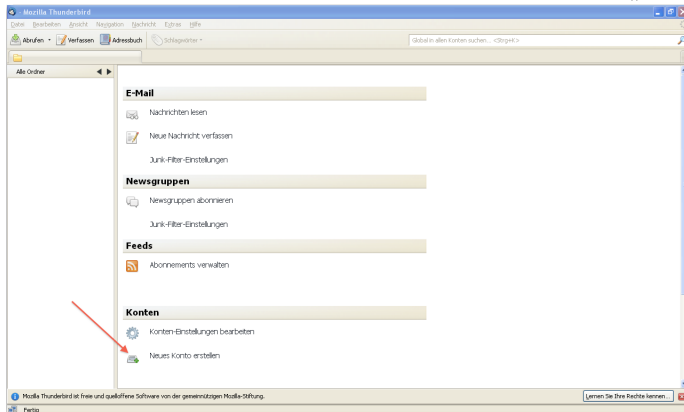 Mozilla Thunderbird
Datei Bearbeiten Ansicht Navigation Nachricht Extras Hilfe
Abrufen Verfassen Adressbuch Schlagwörter Global in allen Konten suchen... <Strg+K>
Alle Ordner
E-Mail
Nachrichten lesen
Neue Nachricht verfassen
Junk-Filter-Einstellungen
Newsgruppen
Newsgruppen abonnieren
Junk-Filter-Einstellungen
Feeds
Abonnements verwalten
Konten
Konten-Einstellungen bearbeiten
Neues Konto erstellen
Mozilla Thunderbird ist freie und quelloffene Software von der gemeinnützigen Mozilla-Stiftung. Lernen Sie Ihre Rechte kennen...
Fertig